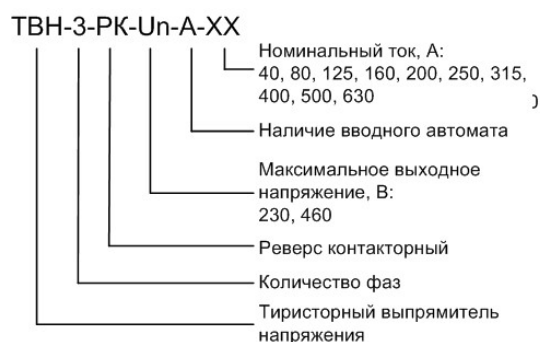 ТВН-3-РК-Un-А-ХХ
Номинальный ток, А:
40, 80, 125, 160, 200, 250, 315,
400, 500, 630
Наличие вводного автомата
Максимальное выходное
напряжение, В:
230, 460
Реверс контакторный
Количество фаз
Тиристорный выпрямитель
напряжения